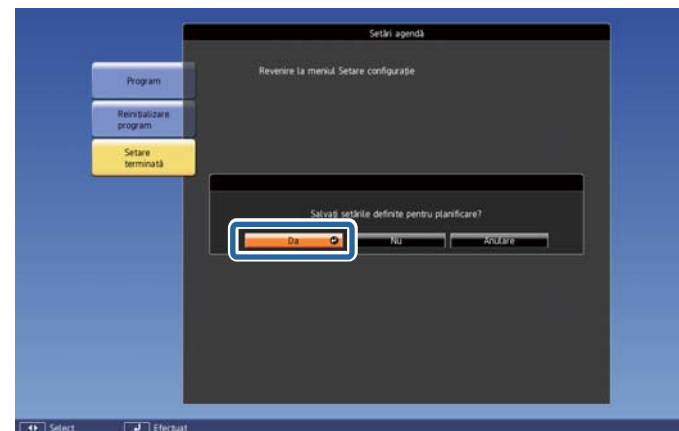 Setări agendă
Revenire la meniul Setare configurație
Program
Reinițializare
program
Setare
terminată
Salvați setările definite pentru planificare?
Da
Nu
Anulare
Select
Efectuat